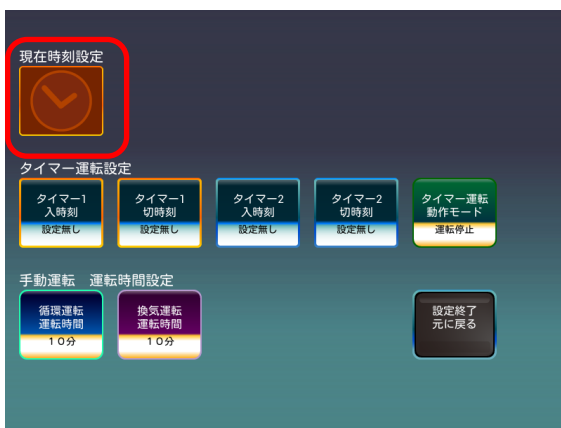 現在時刻設定
タイマー運転設定
タイマー1
入時刻
設定無し
タイマー1
切時刻
設定無し
タイマー2
入時刻
設定無し
タイマー2
切時刻
設定無し
タイマー運転
動作モード
運転停止
手動運転　運転時間設定
循環運転
運転時間
１０分
換気運転
運転時間
１０分
設定終了
元に戻る